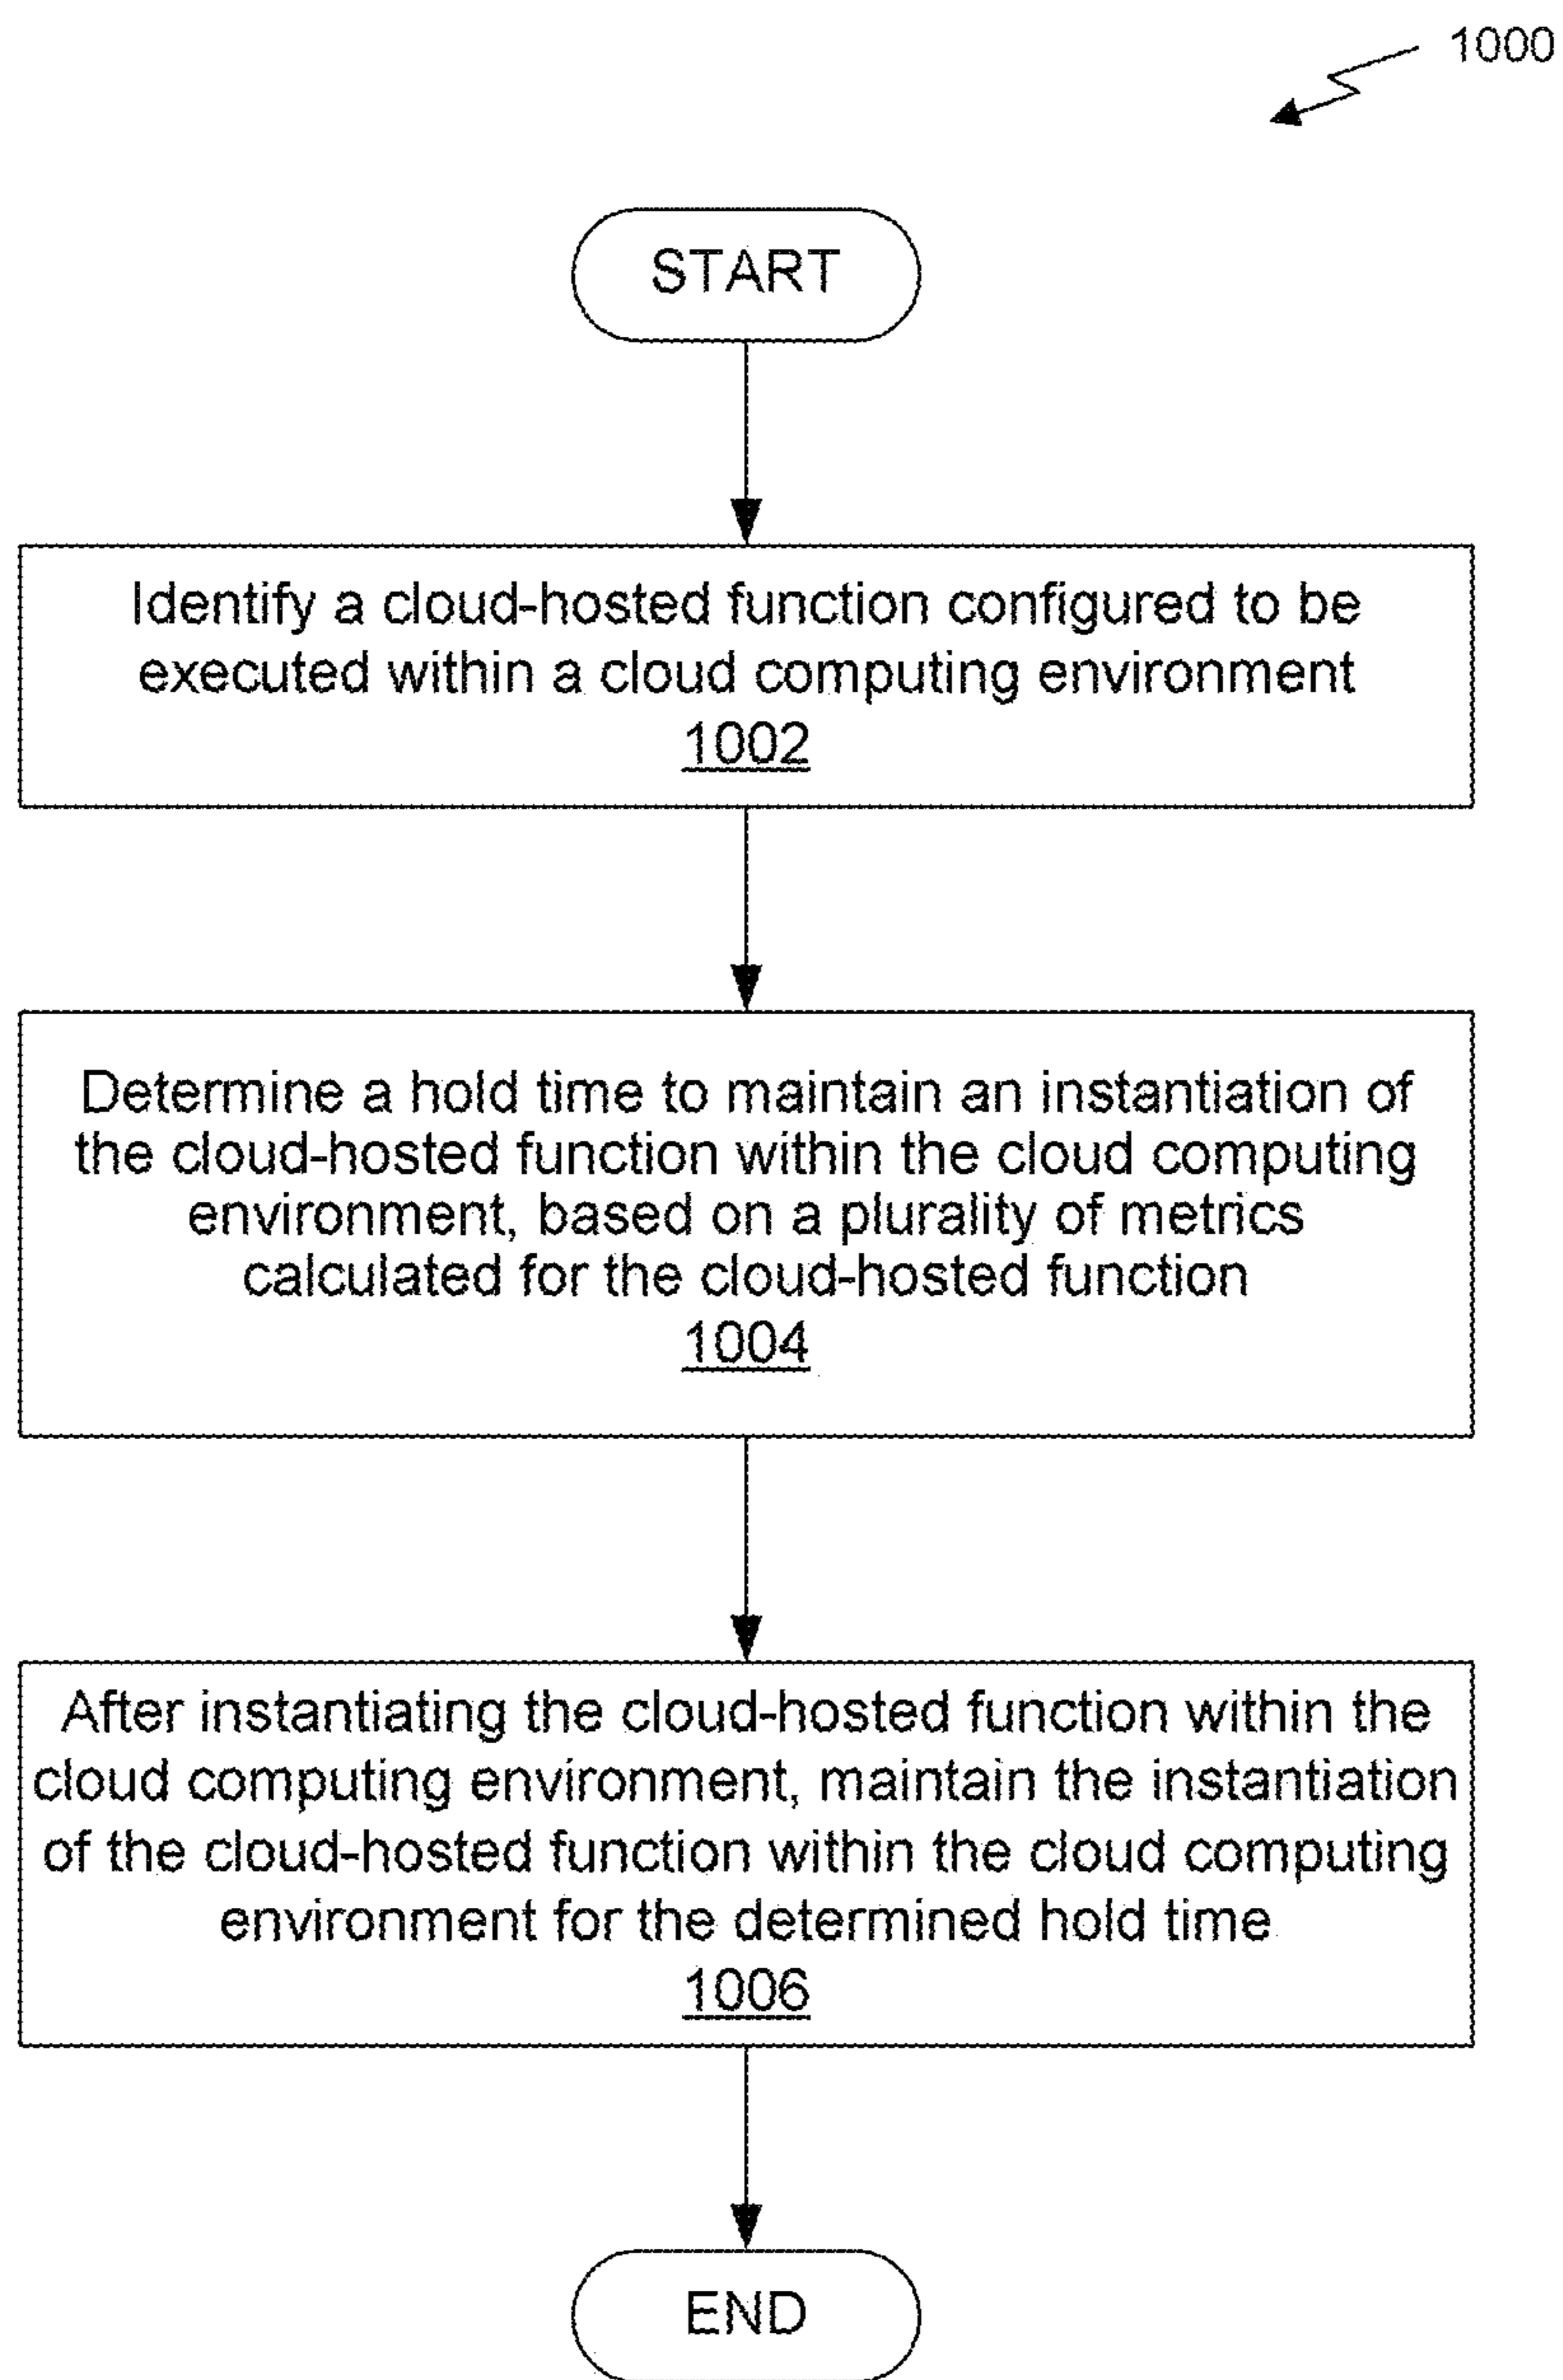 1000
START
Identify a cloud-hosted function configured to be
executed within a cloud computing environment
1002
Determine a hold time to maintain an instantiation of
the cloud-hosted function within the cloud computing
environment, based on a plurality of metrics
calculated for the cloud-hosted function
1004
After instantiating the cloud-hosted function within the
cloud computing environment, maintain the instantiation
of the cloud-hosted function within the cloud computing
environment for the determined hold time
1006
END